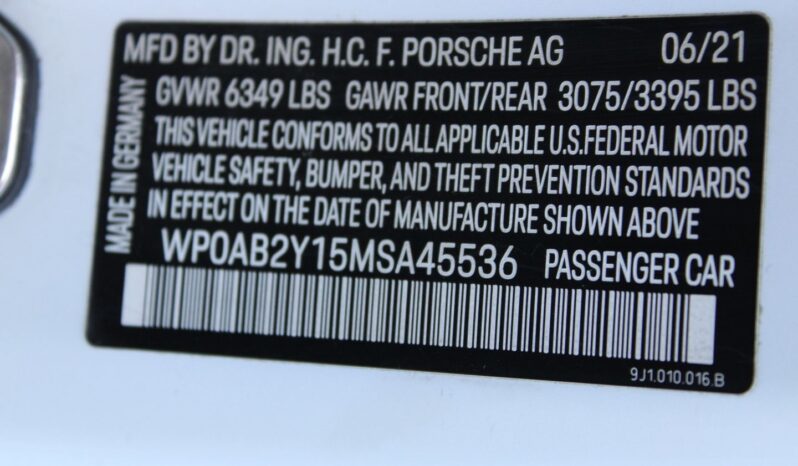 MFD BY DR. ING. H.C. F. PORSCHE AG 06/21
GVWR 6349 LBS GAWR FRONT/REAR 3075/3395 LBS
THIS VEHICLE CONFORMS TO ALL APPLICABLE U.S.FEDERAL MOTOR
VEHICLE SAFETY, BUMPER, AND THEFT PREVENTION STANDARDS
IN EFFECT ON THE DATE OF MANUFACTURE SHOWN ABOVE
WP0AB2Y15MSA45536 PASSENGER CAR
MADE IN GERMANY
9J1.010.016.B